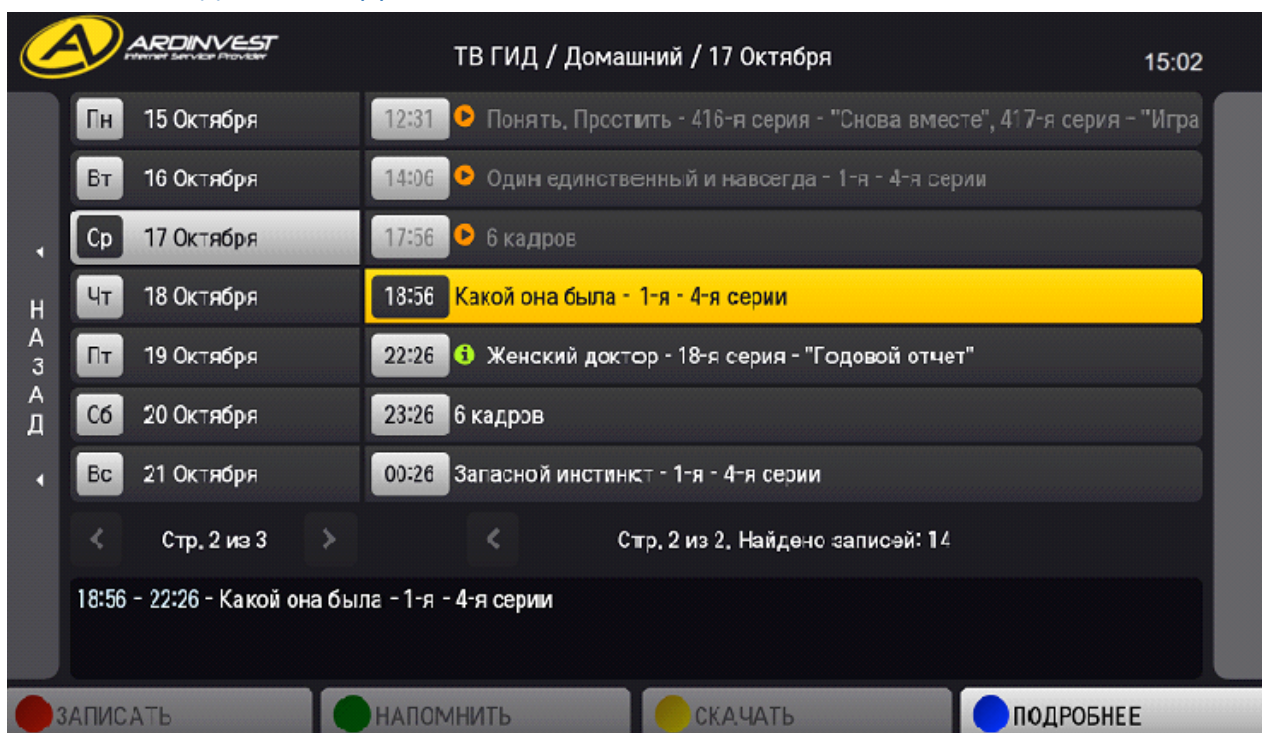 ARDINVEST
Internet Service Provider
ТВ ГИД / Домашний / 17 Октября
15:02
Пн 15 Октября
12:31 Понять. Простить - 416-я серия - "Снова вместе", 417-я серия - "Игра
Вт 16 Октября
14:06 Один единственный и навсегда - 1-я - 4-я серии
Ср 17 Октября
17:56 6 кадров
Чт 18 Октября
18:56 Какой она была - 1-я - 4-я серии
Пт 19 Октября
22:26 Женский доктор - 18-я серия - "Годовой отчет"
Сб 20 Октября
23:26 6 кадров
Вс 21 Октября
00:26 Запасной инстинкт - 1-я - 4-я серии
НАЗАД
Стр. 2 из 3
Стр. 2 из 2. Найдено записей: 14
18:56 - 22:26 - Какой она была - 1-я - 4-я серии
ЗАПИСАТЬ
НАПОМНИТЬ
СКАЧАТЬ
ПОДРОБНЕЕ